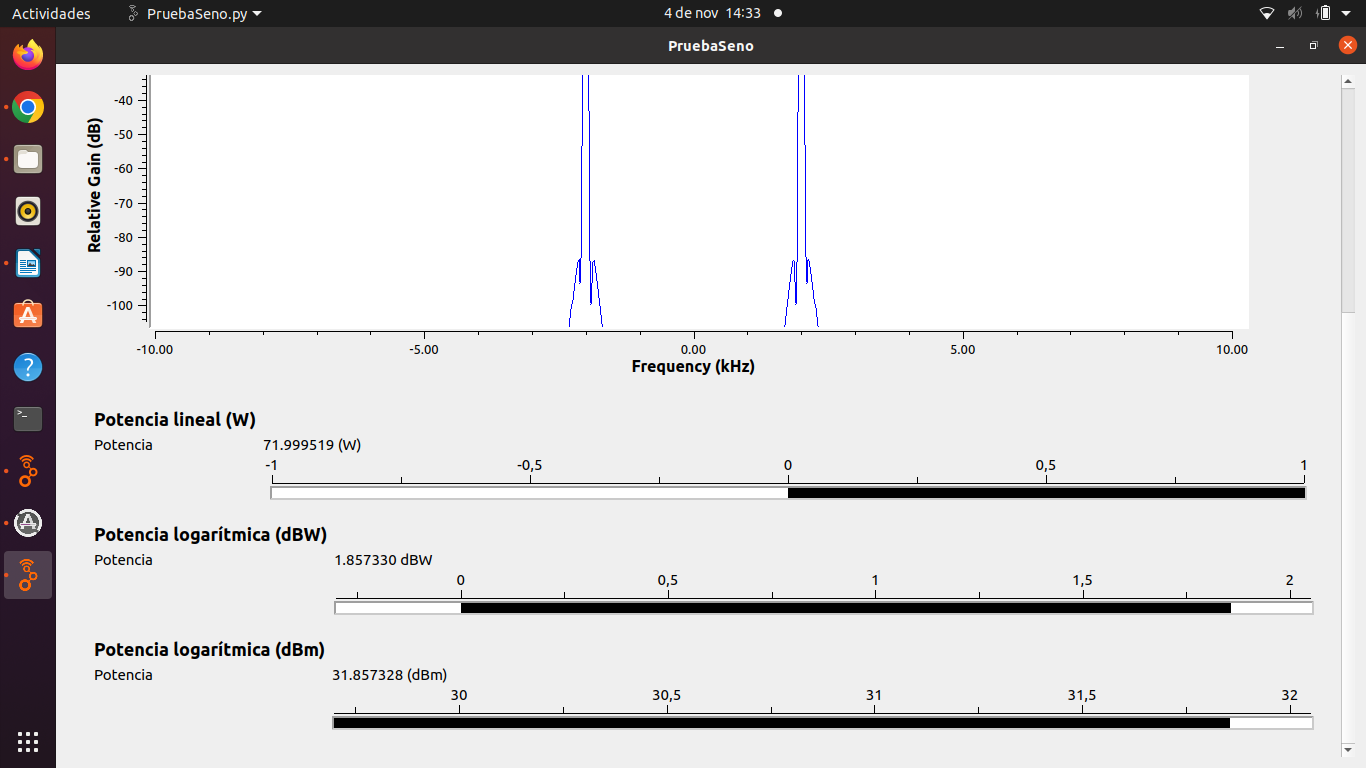 Actividades PruebaSeno.py 4 de nov 14:33
PruebaSeno
Relative Gain (dB)
-40
-50
-60
-70
-80
-90
-100
-10.00 -5.00 0.00 5.00 10.00
Frequency (kHz)
Potencia lineal (W)
Potencia 71.999519 (W)
-1 -0,5 0 0,5 1
Potencia logarítmica (dBW)
Potencia 1.857330 dBW
0 0,5 1 1,5 2
Potencia logarítmica (dBm)
Potencia 31.857328 (dBm)
30 30,5 31 31,5 32